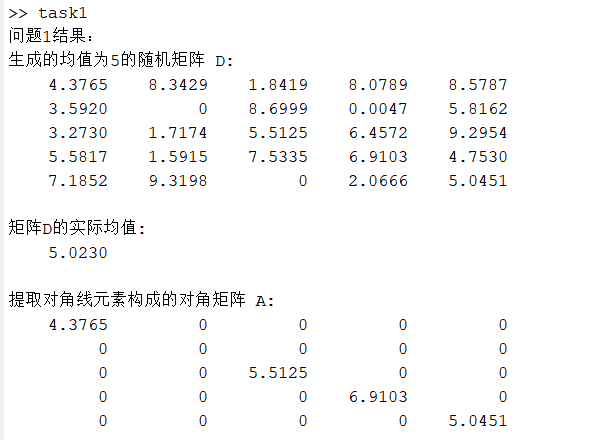 >> task1
问题1结果:
生成的均值为5的随机矩阵 D:
4.3765 8.3429 1.8419 8.0789 8.5787
3.5920 0 8.6999 0.0047 5.8162
3.2730 1.7174 5.5125 6.4572 9.2954
5.5817 1.5915 7.5335 6.9103 4.7530
7.1852 9.3198 0 2.0666 5.0451
矩阵D的实际均值:
5.0230
提取对角线元素构成的对角矩阵 A:
4.3765 0 0 0 0
0 0 0 0 0
0 0 5.5125 0 0
0 0 0 6.9103 0
0 0 0 0 5.0451